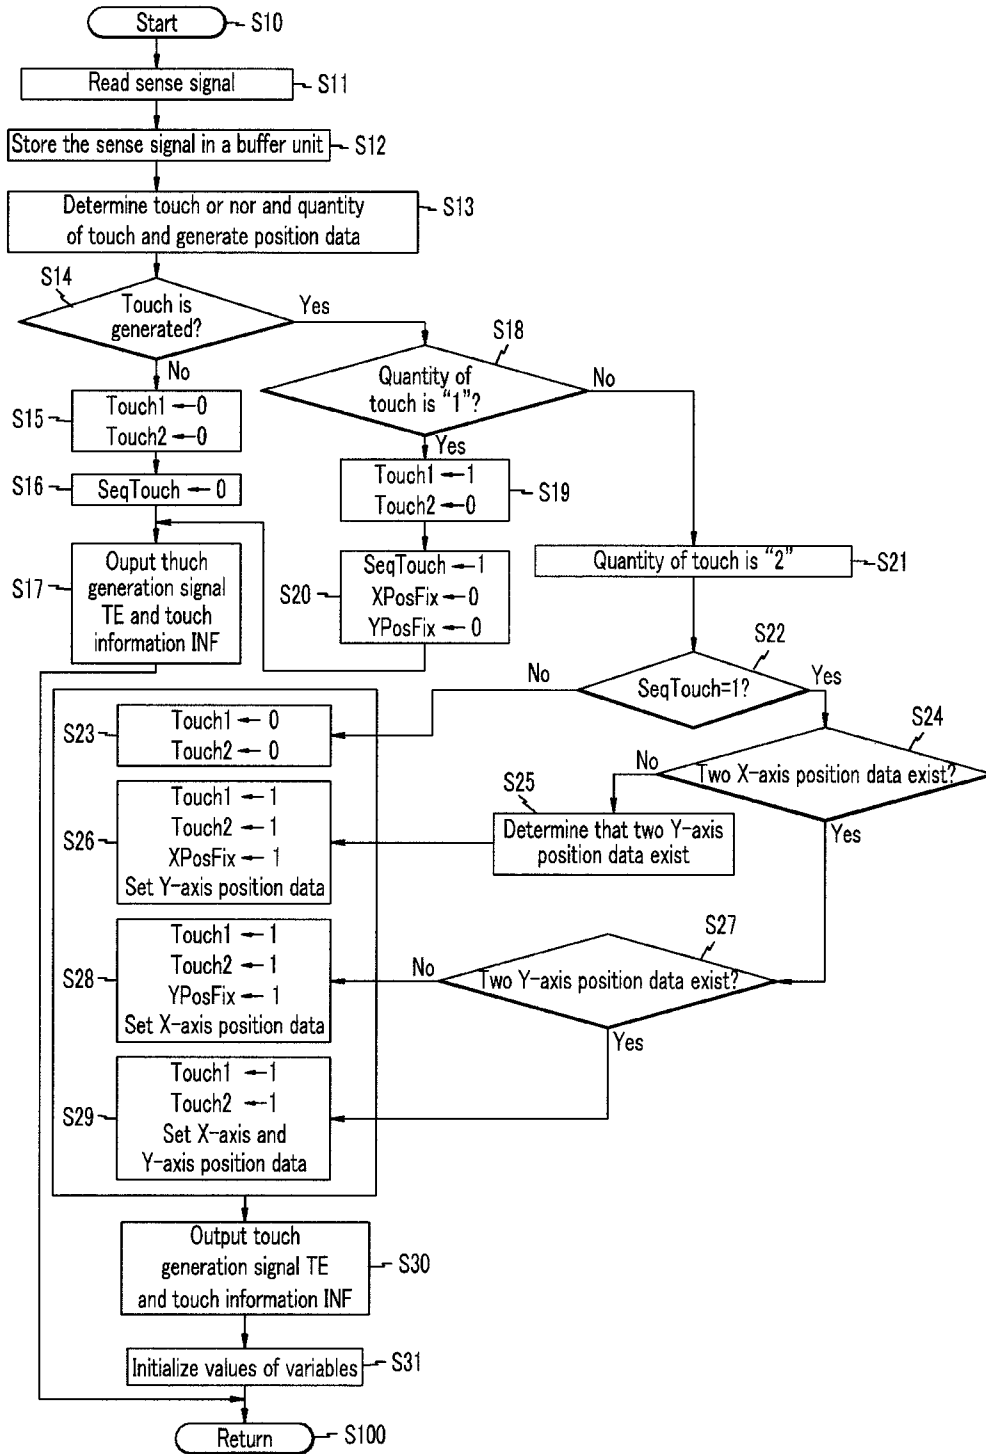 Start
S10
Read sense signal
S11
Store the sense signal in a buffer unit
S12
Determine touch or nor and quantity
of touch and generate position data
S13
S14
Touch is
generated?
Yes
No
S18
Quantity of
touch is “1”?
No
Yes
S15
Touch1 ←0
Touch2 ←0
S16
SeqTouch ← 0
Touch1 ← 1
Touch2 ←0
S19
S17
Ouput thuch
generation signal
TE and touch
information INF
S20
SeqTouch ←1
XPosFix ←0
YPosFix ← 0
Quantity of touch is “2”
S21
S22
SeqTouch=1?
No
Yes
S23
Touch1 ← 0
Touch2 ← 0
S24
Two X-axis position data exist?
No
Yes
S25
Determine that two Y-axis
position data exist
S26
Touch1 ← 1
Touch2 ← 1
XPosFix ← 1
Set Y-axis position data
S27
Two Y-axis position data exist?
No
Yes
S28
Touch1 ← 1
Touch2 ← 1
YPosFix ← 1
Set X-axis position data
S29
Touch1 ←1
Touch2 ←1
Set X-axis and
Y-axis position data
Output touch
generation signal TE
and touch information INF
S30
Initialize values of variables
S31
Return
S100